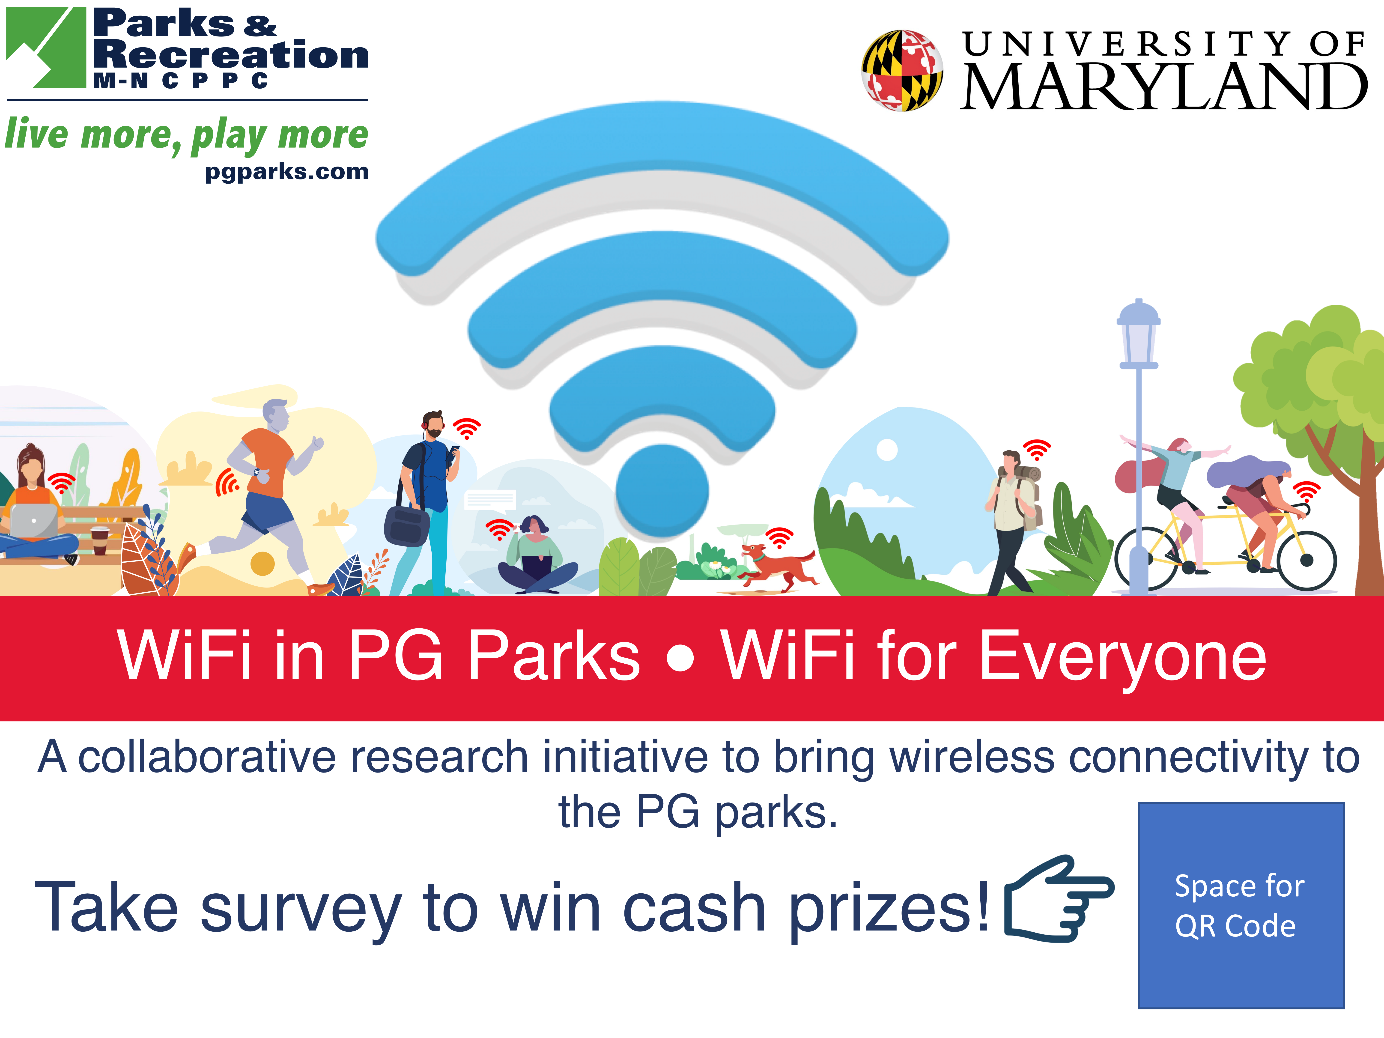 Parks &
Recreation
M-NCPPC
live more, play more
pgparks.com
UNIVERSITY OF
MARYLAND
WiFi in PG Parks • WiFi for Everyone
A collaborative research initiative to bring wireless connectivity to
the PG parks.
Take survey to win cash prizes!
Space for
QR Code